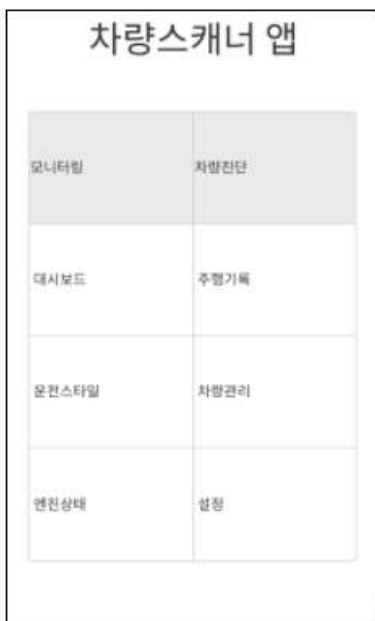 차량스캐너 앱
모니터링 차량진단
대시보드 주행기록
운전스타일 차량관리
엔진상태 설정